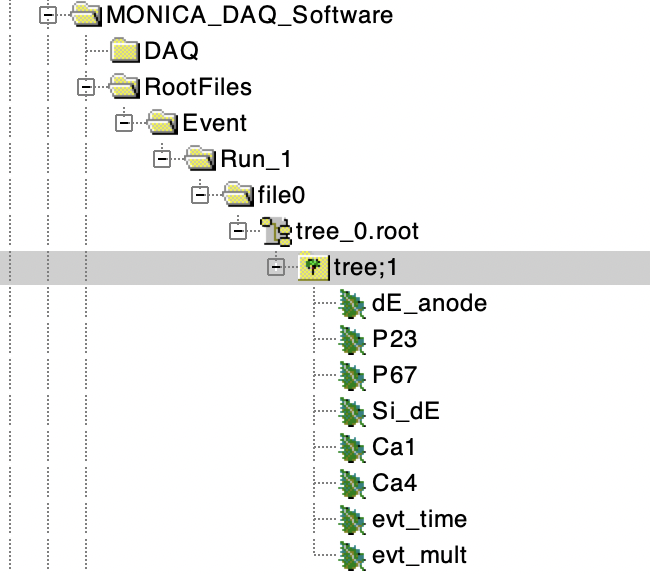 MONICA_DAQ_Software
DAQ
RootFiles
Event
Run_1
file0
tree_0.root
tree;1
dE_anode
P23
P67
Si_dE
Ca1
Ca4
evt_time
evt_mult